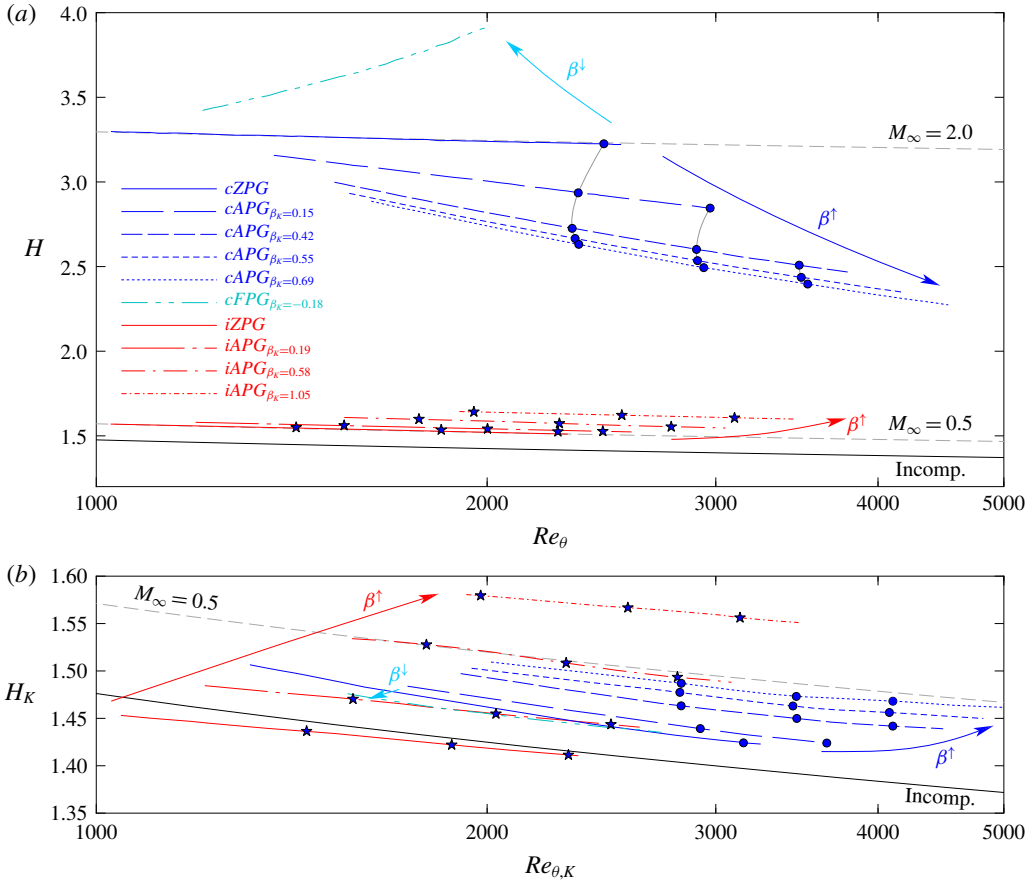 (a)
4.0
3.5
3.0
2.5
2.0
1.5
H
β↓
M∞ = 2.0
β↑
cZPG
cAPGβK=0.15
cAPGβK=0.42
cAPGβK=0.55
cAPGβK=0.69
cFPGβK=−0.18
iZPG
iAPGβK=0.19
iAPGβK=0.58
iAPGβK=1.05
β↑
M∞ = 0.5
Incomp.
1000 2000 3000 4000 5000
Reθ
(b)
1.60
1.55
1.50
1.45
1.40
1.35
HK
M∞ = 0.5
β↑
β↓
β↑
Incomp.
1000 2000 3000 4000 5000
Reθ,K